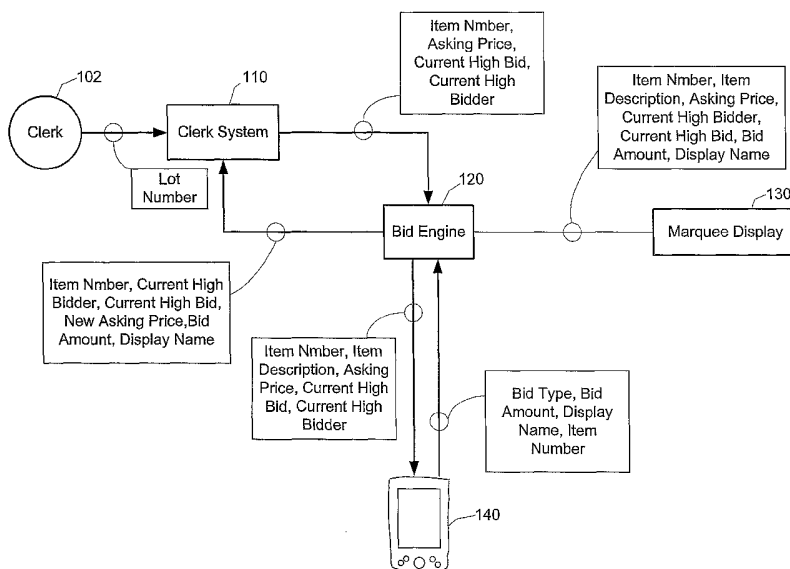 102
Clerk
Lot
Number
110
Clerk System
Item Nmber,
Asking Price,
Current High Bid,
Current High
Bidder
Item Nmber, Item
Description, Asking Price,
Current High Bidder,
Current High Bid, Bid
Amount, Display Name
120
Bid Engine
130
Marquee Display
Item Nmber, Current High
Bidder, Current High Bid,
New Asking Price,Bid
Amount, Display Name
Item Nmber, Item
Description, Asking
Price, Current High
Bid, Current High
Bidder
Bid Type, Bid
Amount, Display
Name, Item
Number
140